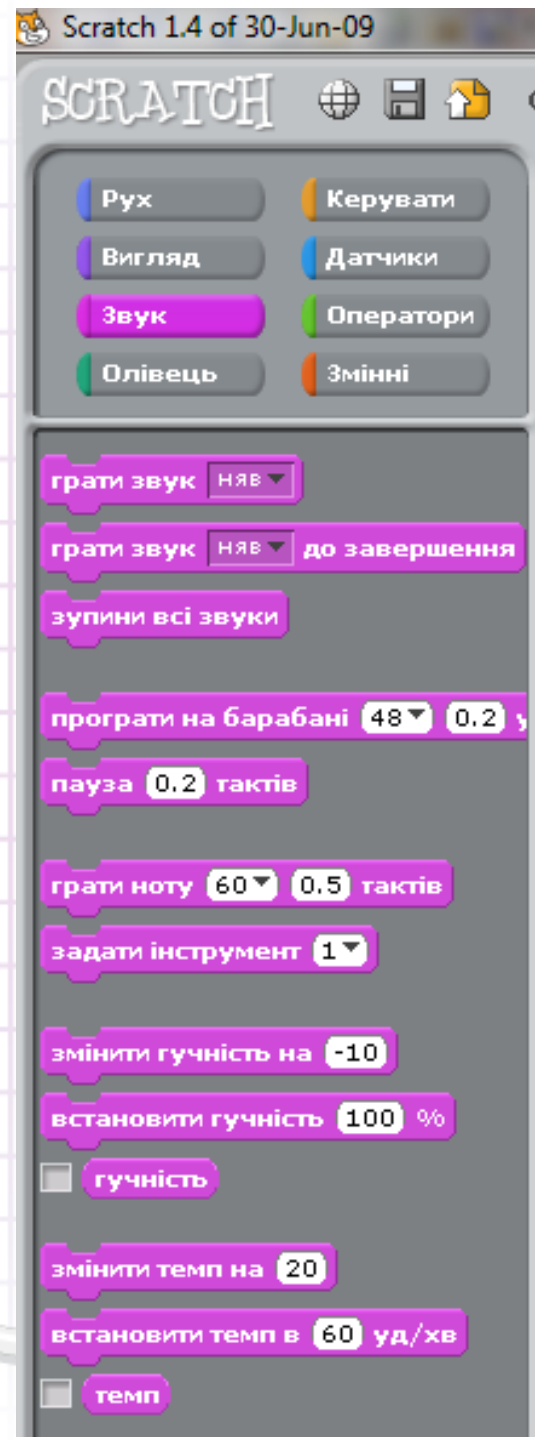 Scratch 1.4 of 30-Jun-09
SCRATCH
Рух Керувати
Вигляд Датчики
Звук Оператори
Олівець Змінні
грати звук няв
грати звук няв до завершення
зупини всі звуки
програти на барабані 48 0.2 у
пауза 0.2 тактів
грати ноту 60 0.5 тактів
задати інструмент 1
змінити гучність на -10
встановити гучність 100 %
гучність
змінити темп на 20
встановити темп в 60 уд/хв
темп